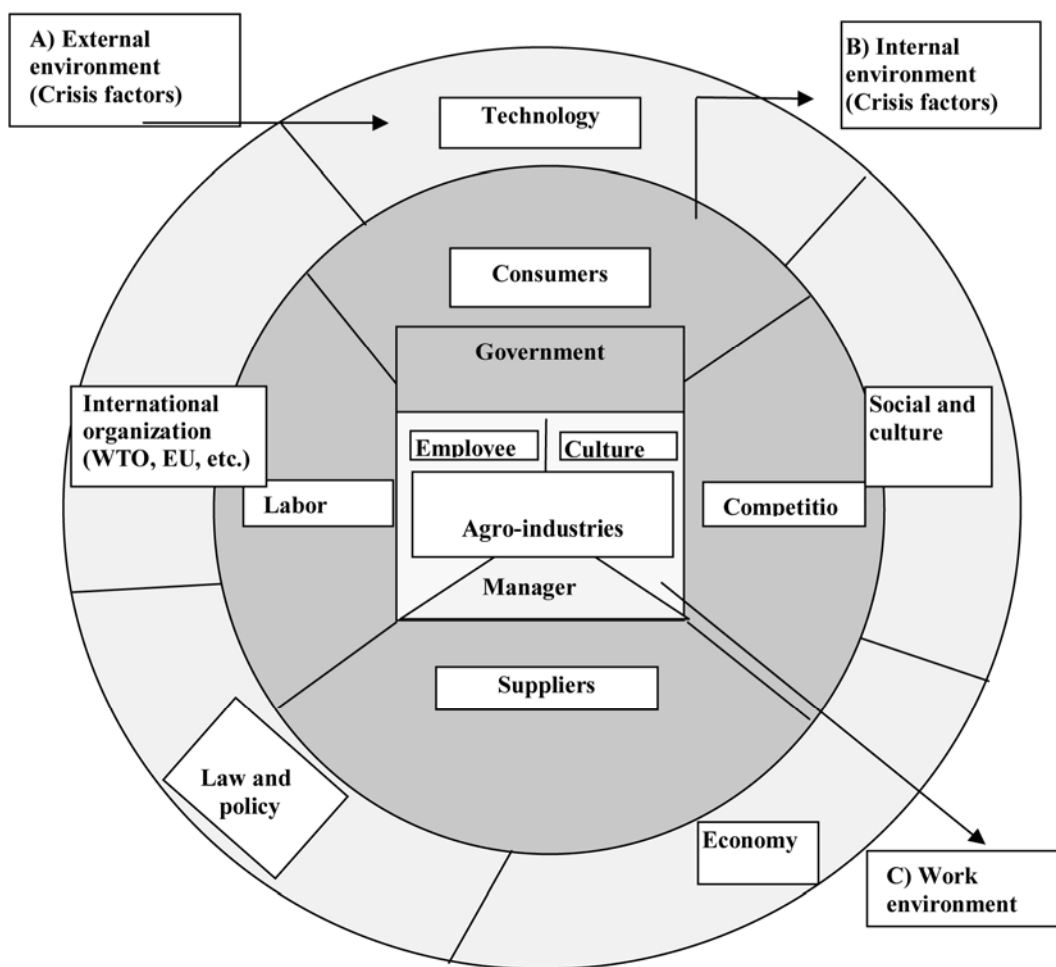 A) External
environment
(Crisis factors)
B) Internal
environment
(Crisis factors)
Technology
Consumers
Government
International
organization
(WTO, EU, etc.)
Social and
culture
Employee
Culture
Labor
Competitio
Agro-industries
Manager
Suppliers
Law and
policy
Economy
C) Work
environment